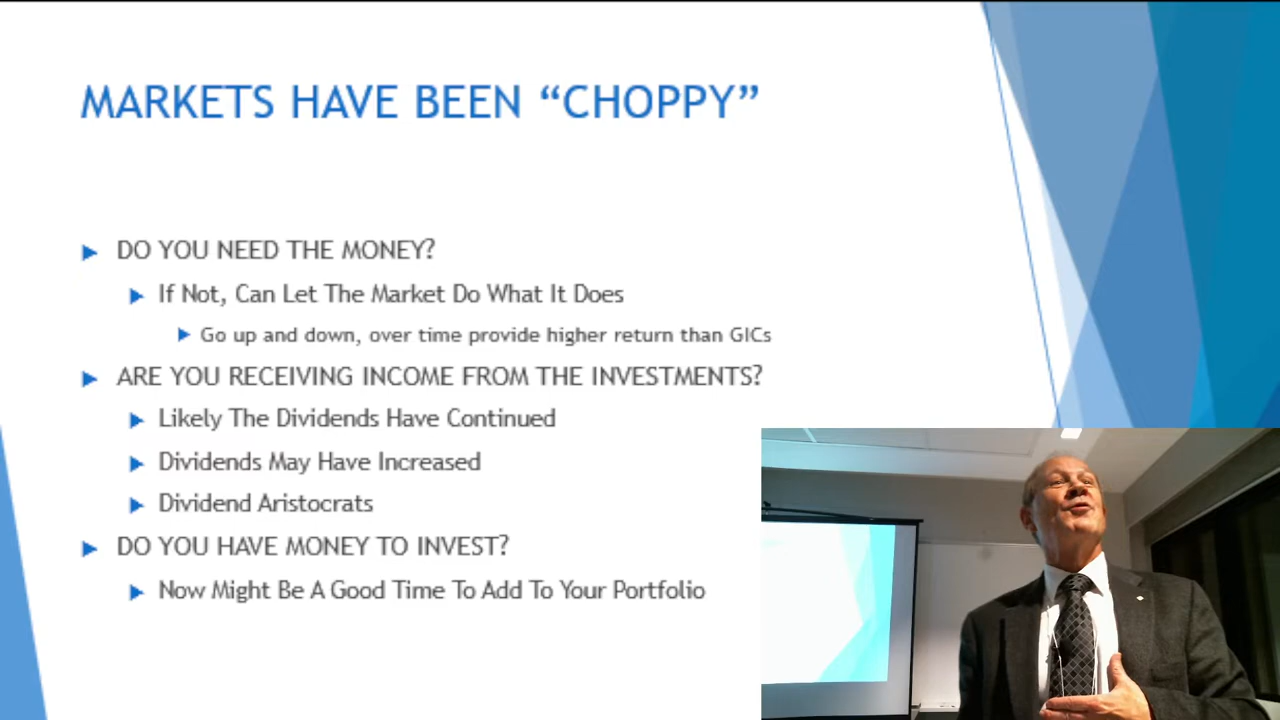 MARKETS HAVE BEEN “CHOPPY”
DO YOU NEED THE MONEY?
If Not, Can Let The Market Do What It Does
Go up and down, over time provide higher return than GICs
ARE YOU RECEIVING INCOME FROM THE INVESTMENTS?
Likely The Dividends Have Continued
Dividends May Have Increased
Dividend Aristocrats
DO YOU HAVE MONEY TO INVEST?
Now Might Be A Good Time To Add To Your Portfolio